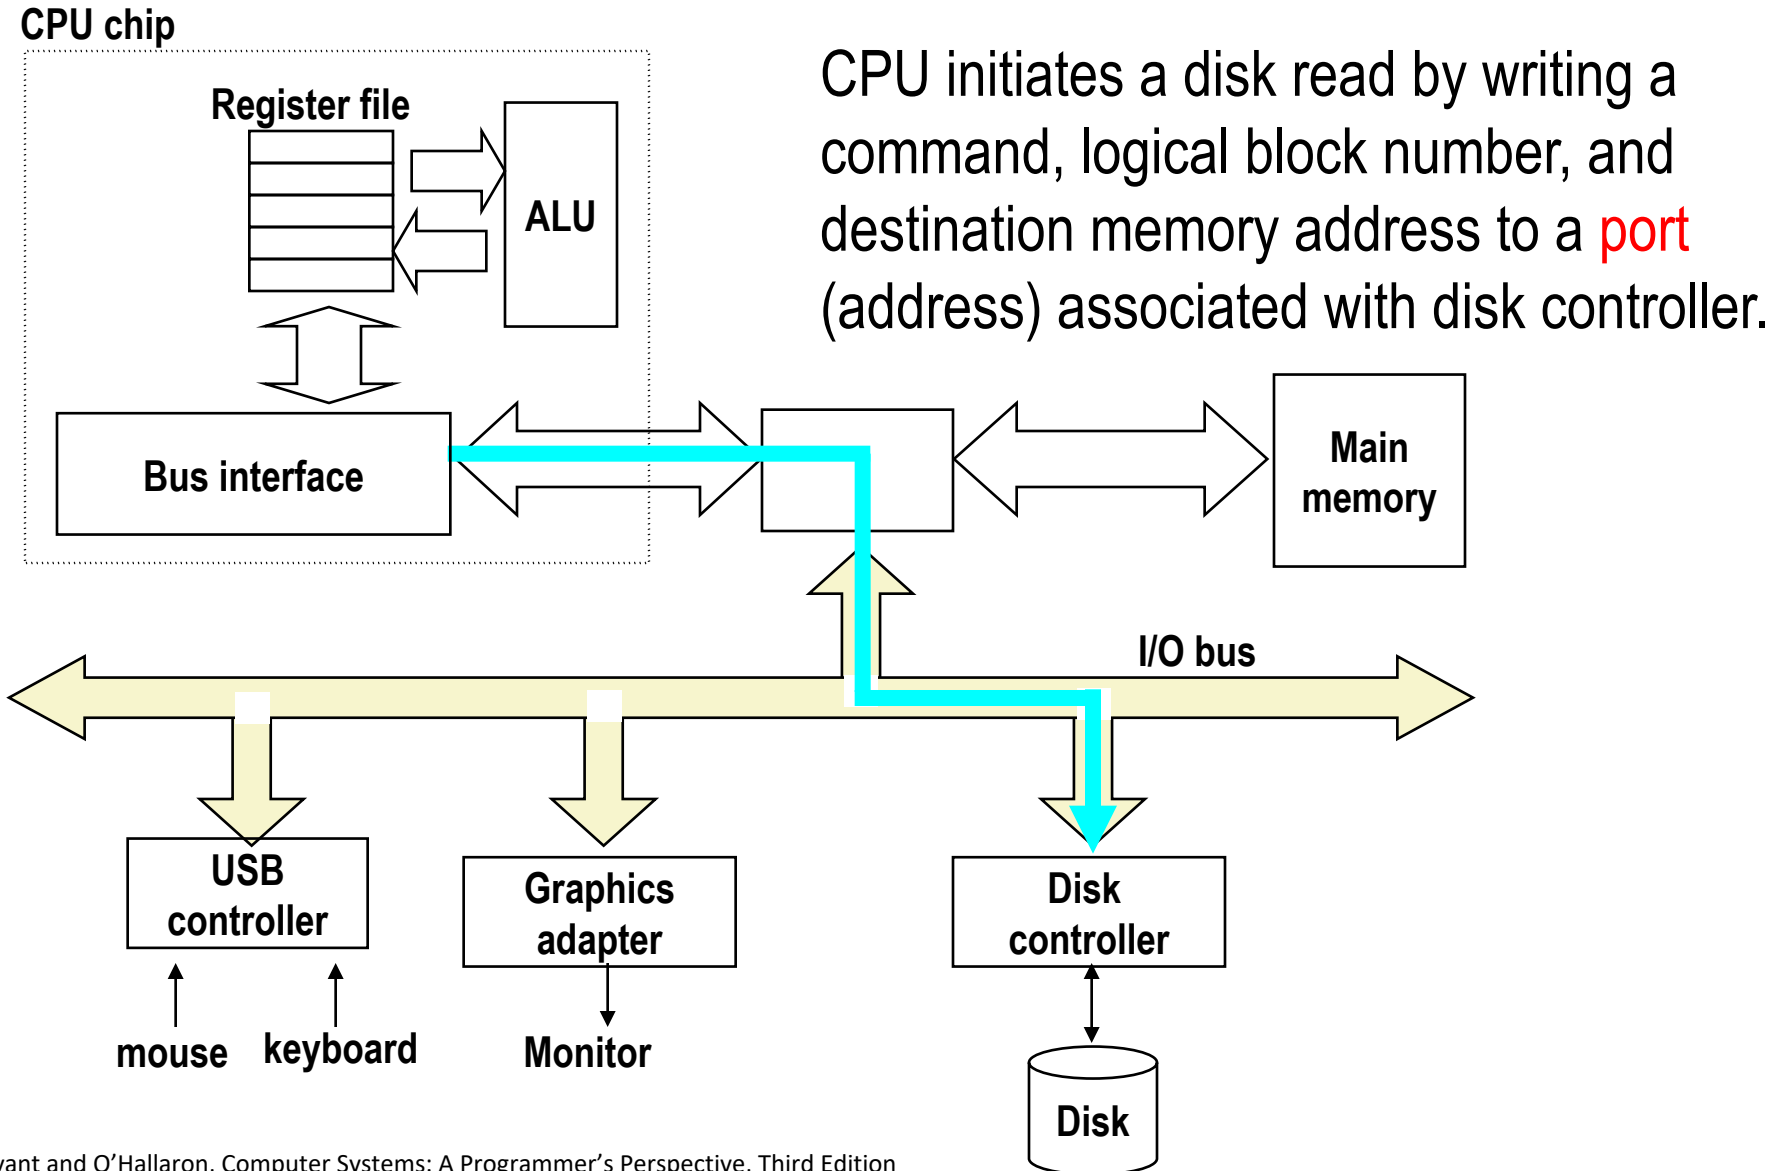 CPU chip
CPU initiates a disk read by writing a
command, logical block number, and
destination memory address to a port
(address) associated with disk controller.
Register file
ALU
Bus interface
Main
memory
I/O bus
USB
controller
Graphics
adapter
Disk
controller
mouse
keyboard
Monitor
Disk
and O'Hallaron, Computer Systems: A Programmer's Perspective, Third Edition